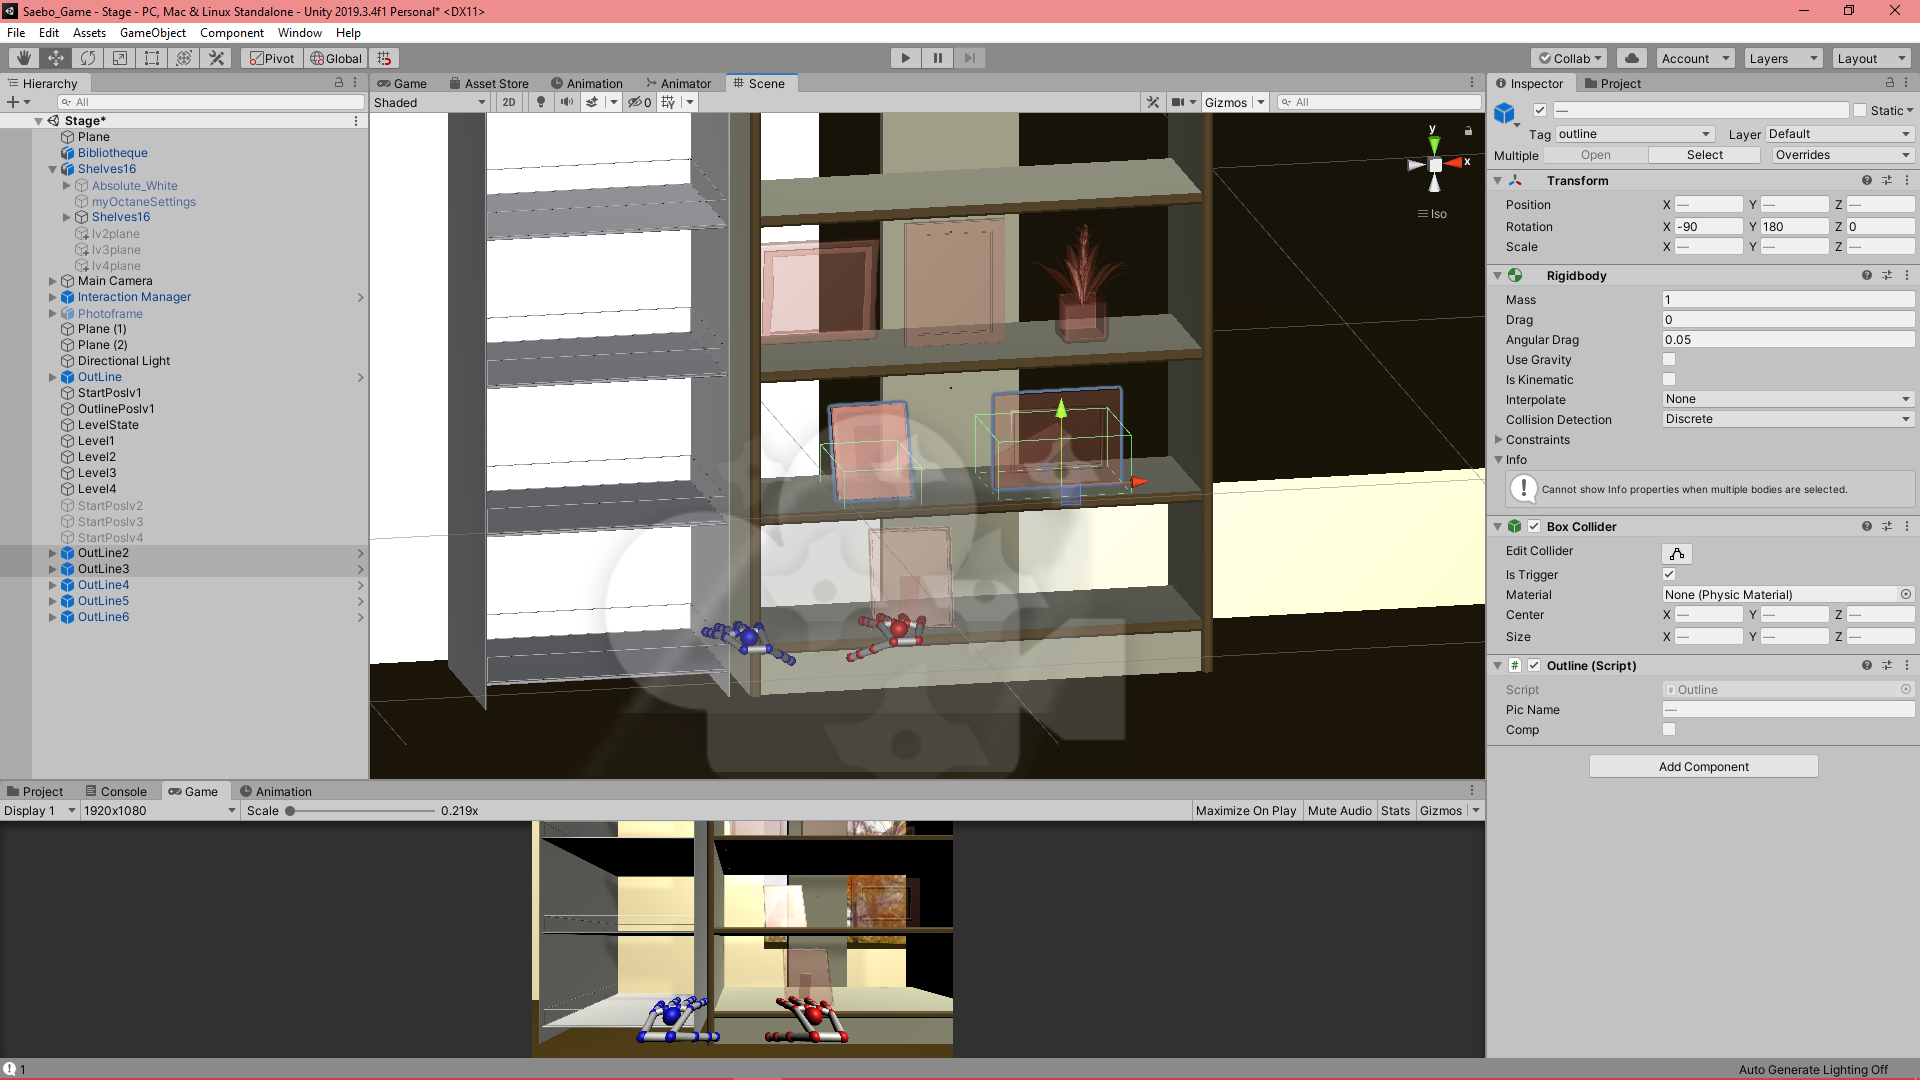 Saebo_Game - Stage - PC, Mac & Linux Standalone - Unity 2019.3.4f1 Personal* <DX11>
File Edit Assets GameObject Component Window Help
Pivot Global Collab Account Layers Layout
Hierarchy
All
Stage*
Plane
Bibliotheque
Shelves16
Absolute_White
myOctaneSettings
Shelves16
lv2plane
lv3plane
lv4plane
Main Camera
Interaction Manager
Photoframe
Plane (1)
Plane (2)
Directional Light
OutLine
StartPoslv1
OutlinePoslv1
LevelState
Level1
Level2
Level3
Level4
StartPoslv2
StartPoslv3
StartPoslv4
OutLine2
OutLine3
OutLine4
OutLine5
OutLine6
Game Asset Store Animation Animator Scene
Shaded 2D 0 Gizmos All
y
x
Iso
Inspector Project
— Static
Tag outline Layer Default
Multiple Open Select Overrides
Transform
Position X — Y — Z —
Rotation X -90 Y 180 Z 0
Scale X — Y — Z —
Rigidbody
Mass 1
Drag 0
Angular Drag 0.05
Use Gravity
Is Kinematic
Interpolate None
Collision Detection Discrete
Constraints
Info
Cannot show Info properties when multiple bodies are selected.
Box Collider
Edit Collider
Is Trigger
Material None (Physic Material)
Center X — Y — Z —
Size X — Y — Z —
Outline (Script)
Script Outline
Pic Name —
Comp
Add Component
Project Console Game Animation
Display 1 1920x1080 Scale 0.219x Maximize On Play Mute Audio Stats Gizmos
1
Auto Generate Lighting Off